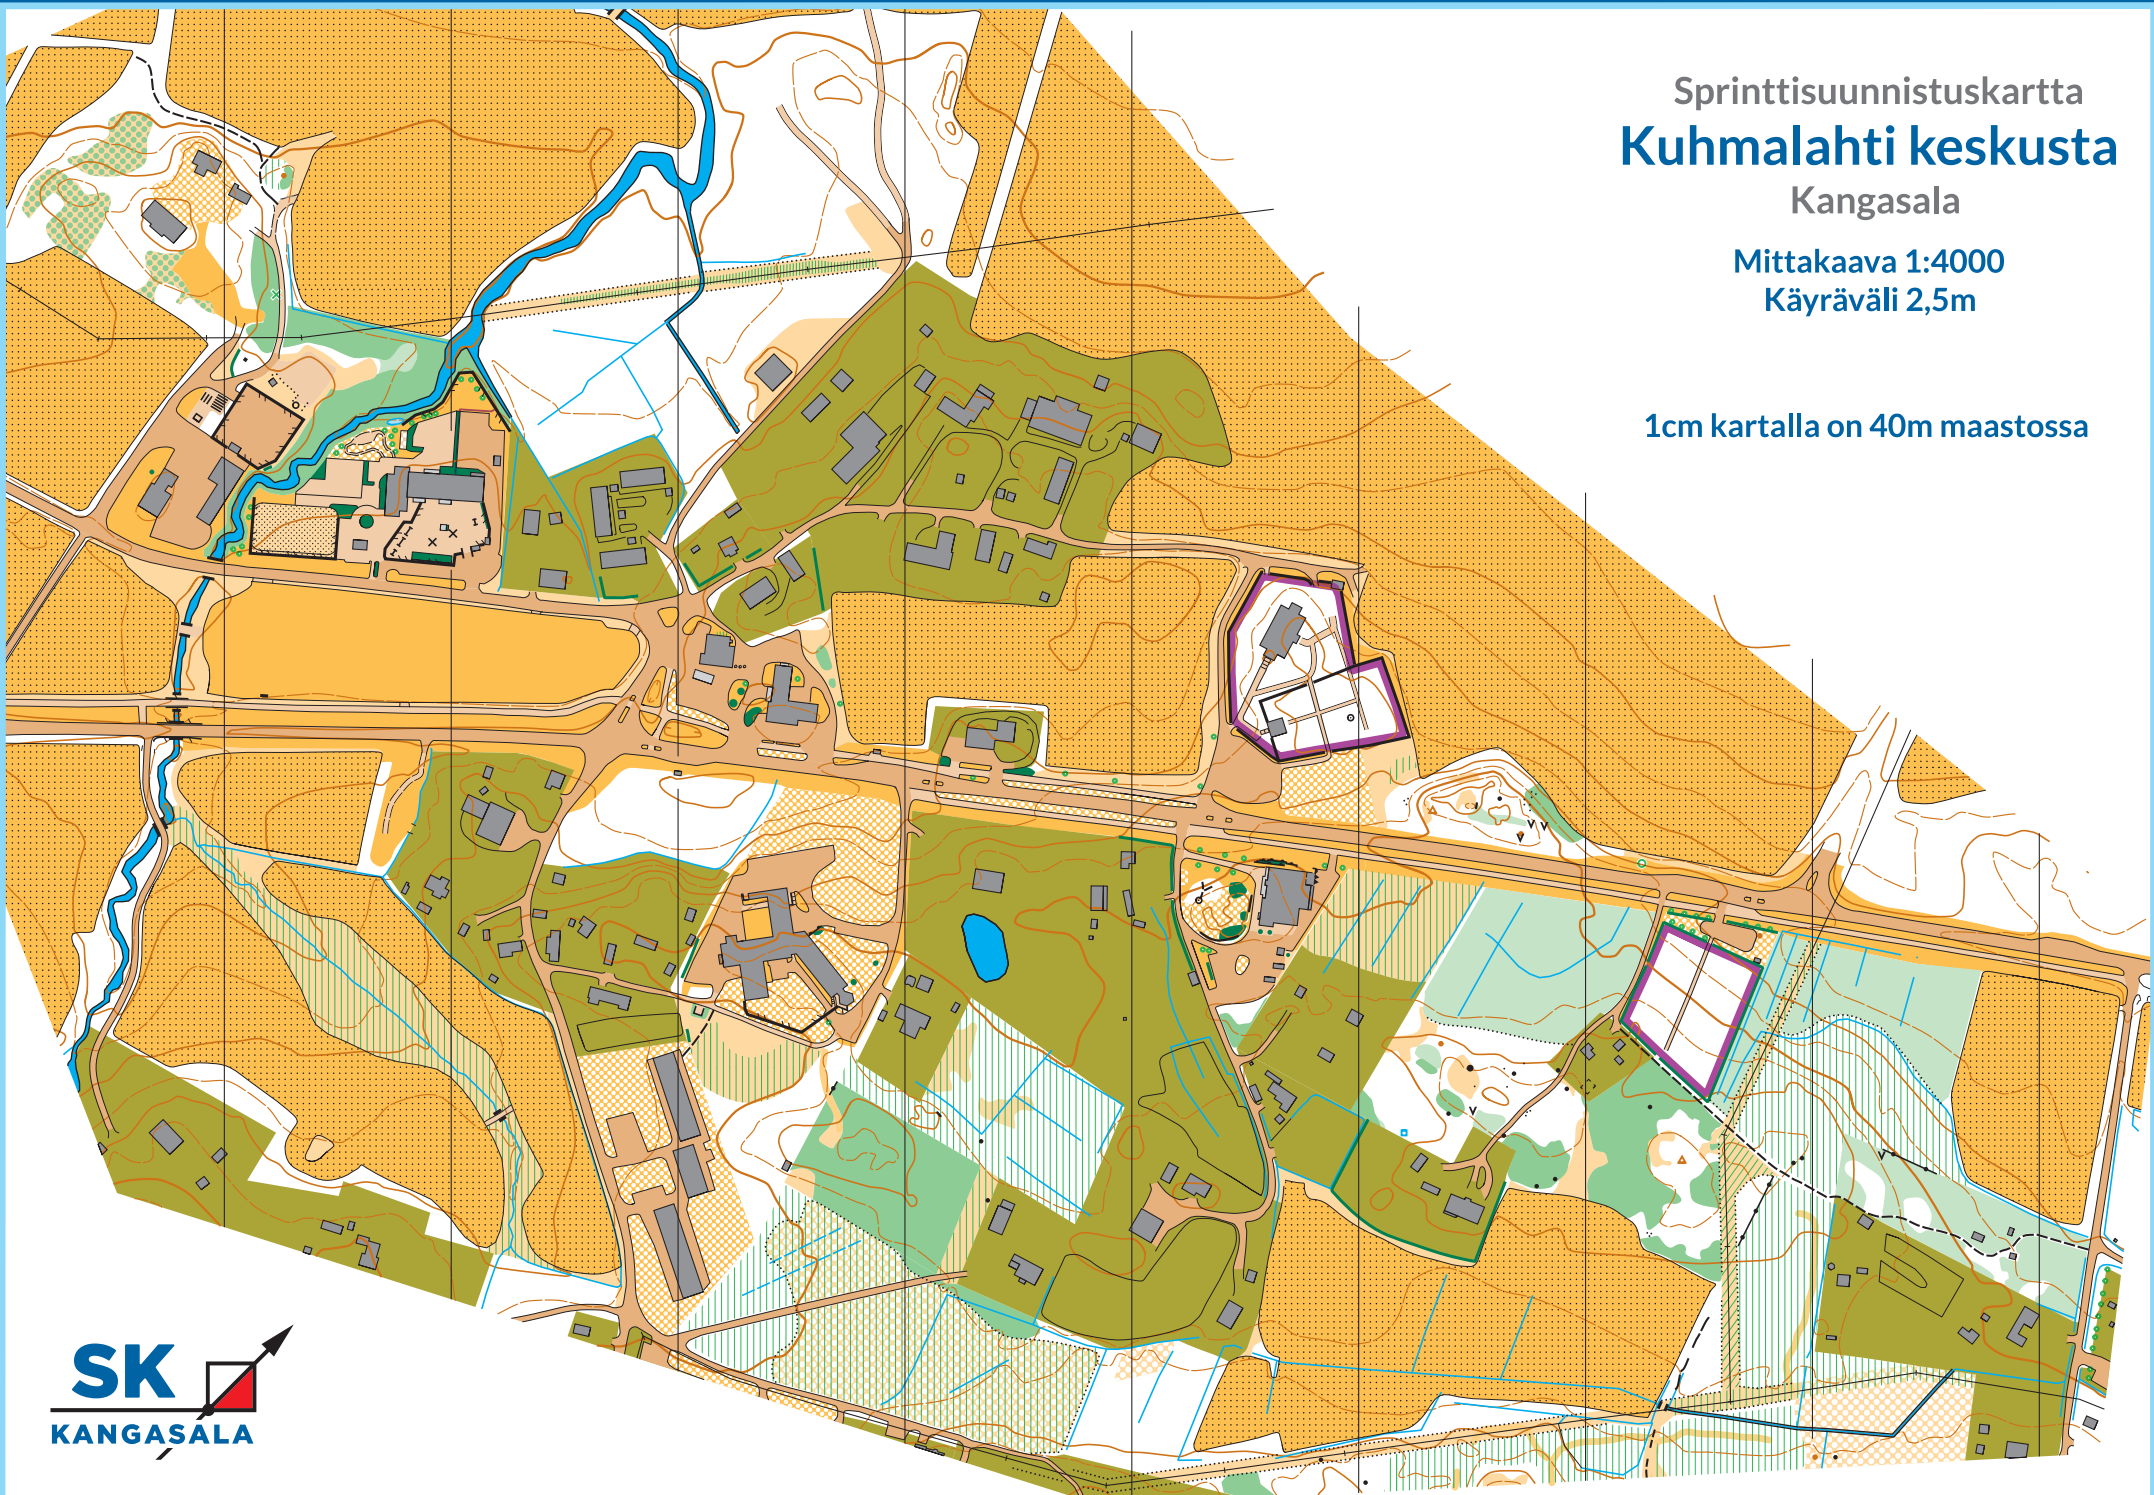 Sprinttisuunnistuskartta
Kuhmalahti keskusta
Kangasala
Mittakaava 1:4000
Käyräväli 2,5m
1cm kartalla on 40m maastossa
SK
KANGASALA